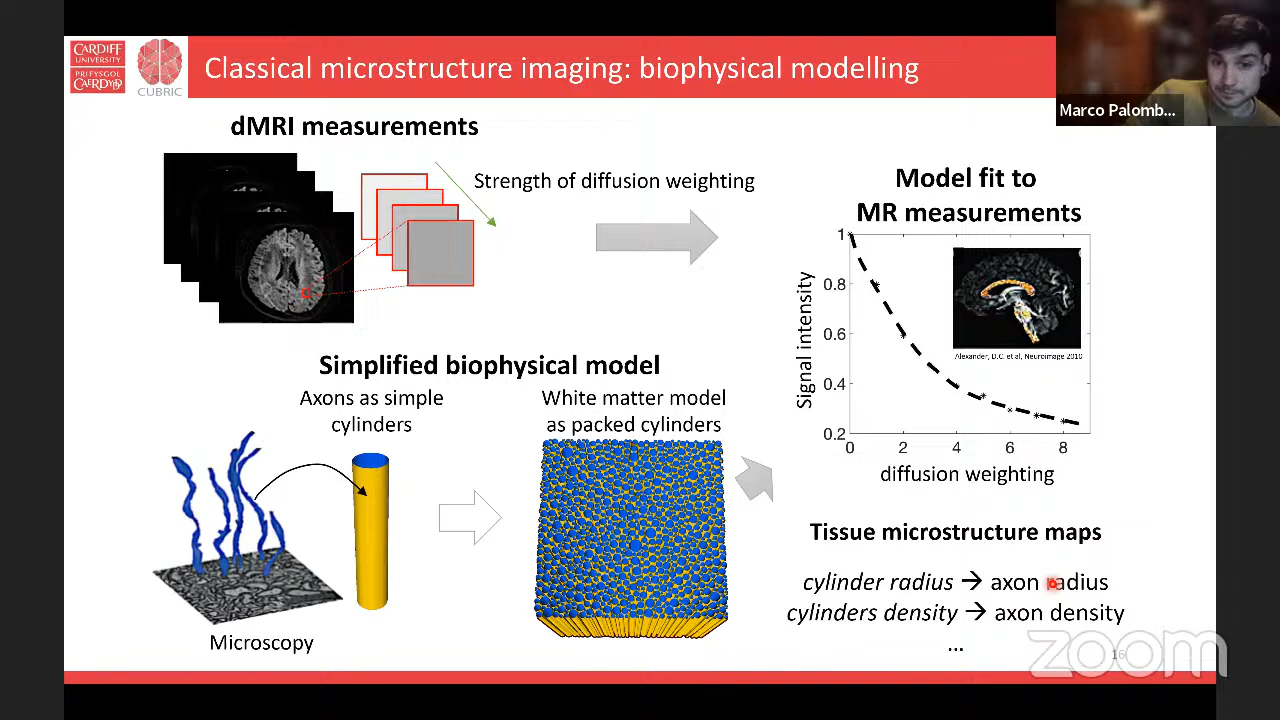 CARDIFF
UNIVERSITY
PRIFYSGOL
CAERDYDD
CUBRIC
Classical microstructure imaging: biophysical modelling
Marco Palomb...
dMRI measurements
Strength of diffusion weighting
Model fit to
MR measurements
Signal intensity
1
0.8
0.6
0.4
0.2
0
2
4
6
8
diffusion weighting
Alexander, D.C. et al, Neuroimage 2010
Simplified biophysical model
Axons as simple
cylinders
White matter model
as packed cylinders
Microscopy
Tissue microstructure maps
cylinder radius → axon radius
cylinders density → axon density
...
16
zoom